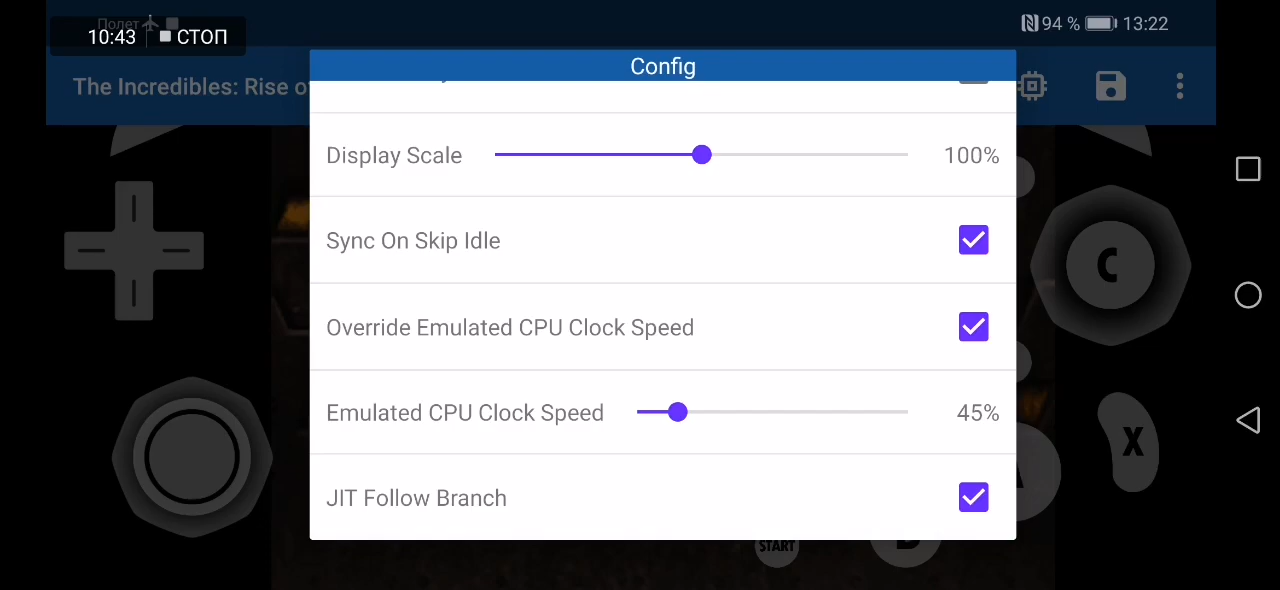 Полет
94 % 13:22
10:43 СТОП
Config
The Incredibles: Rise o
Display Scale 100%
Sync On Skip Idle
Override Emulated CPU Clock Speed
Emulated CPU Clock Speed 45%
JIT Follow Branch
C
X
START